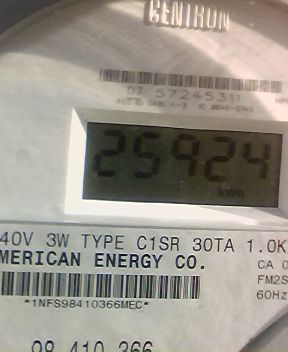 CENTRON
07 57245311
25924
kWh
40V 3W TYPE C1SR 30TA 1.0K
MERICAN ENERGY CO.
CA 0
FM2S
60Hz
*1NFS98410366MEC*
98 410 366